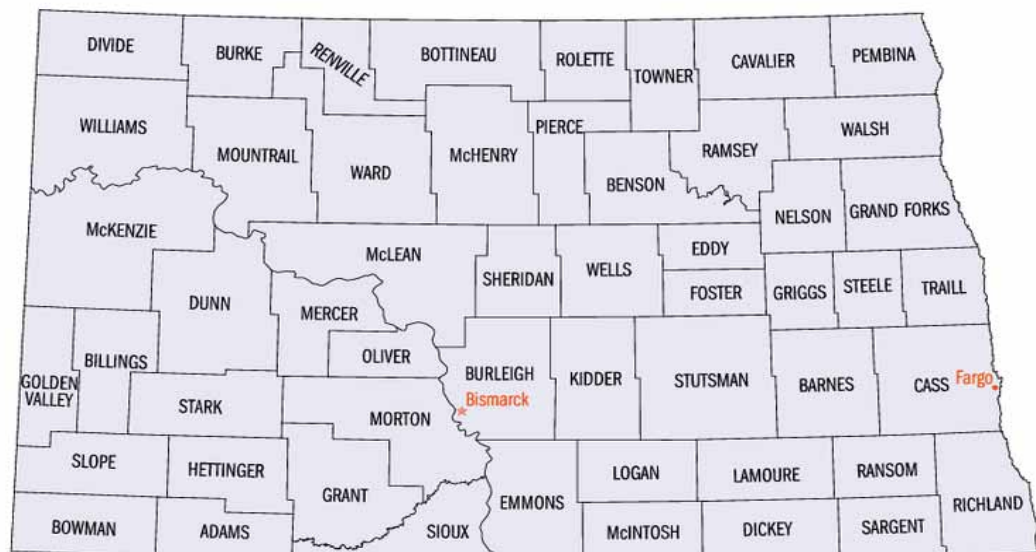 DIVIDE
BURKE
RENVILLE
BOTTINEAU
ROLETTE
TOWNER
CAVALIER
PEMBINA
WILLIAMS
MOUNTRAIL
WARD
McHENRY
PIERCE
BENSON
RAMSEY
WALSH
McKENZIE
McLEAN
SHERIDAN
WELLS
EDDY
NELSON
GRAND FORKS
DUNN
MERCER
FOSTER
GRIGGS
STEELE
TRAILL
GOLDEN
VALLEY
BILLINGS
OLIVER
BURLEIGH
Bismarck
KIDDER
STUTSMAN
BARNES
CASS
Fargo
STARK
MORTON
SLOPE
HETTINGER
GRANT
EMMONS
LOGAN
LAMOURE
RANSOM
RICHLAND
BOWMAN
ADAMS
SIOUX
McINTOSH
DICKEY
SARGENT